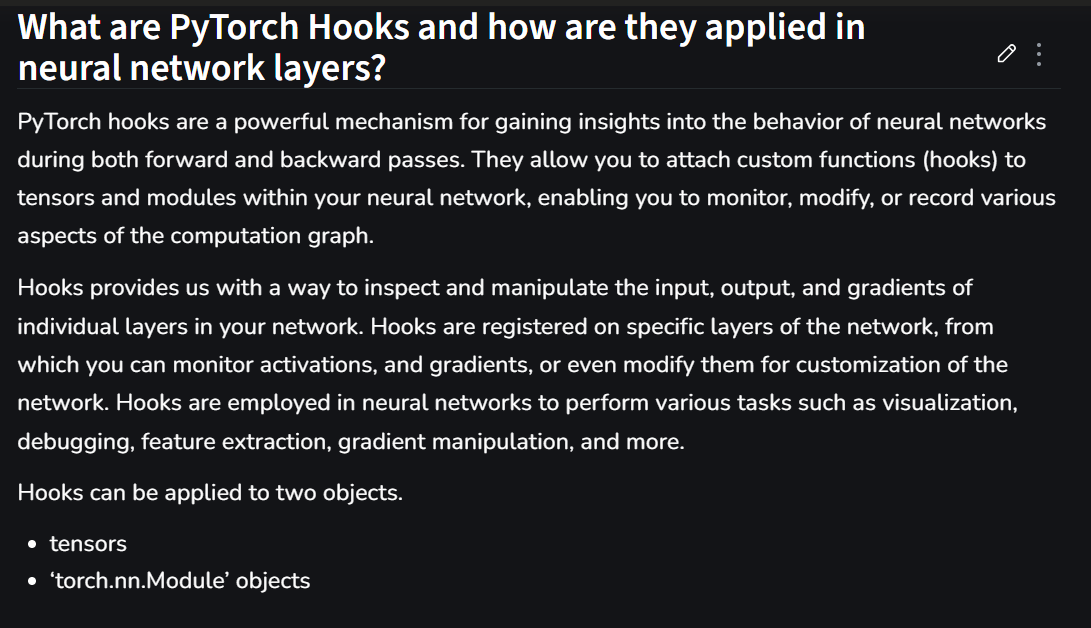 What are PyTorch Hooks and how are they applied in
neural network layers?
PyTorch hooks are a powerful mechanism for gaining insights into the behavior of neural networks
during both forward and backward passes. They allow you to attach custom functions (hooks) to
tensors and modules within your neural network, enabling you to monitor, modify, or record various
aspects of the computation graph.
Hooks provides us with a way to inspect and manipulate the input, output, and gradients of
individual layers in your network. Hooks are registered on specific layers of the network, from
which you can monitor activations, and gradients, or even modify them for customization of the
network. Hooks are employed in neural networks to perform various tasks such as visualization,
debugging, feature extraction, gradient manipulation, and more.
Hooks can be applied to two objects.
• tensors
• ‘torch.nn.Module’ objects